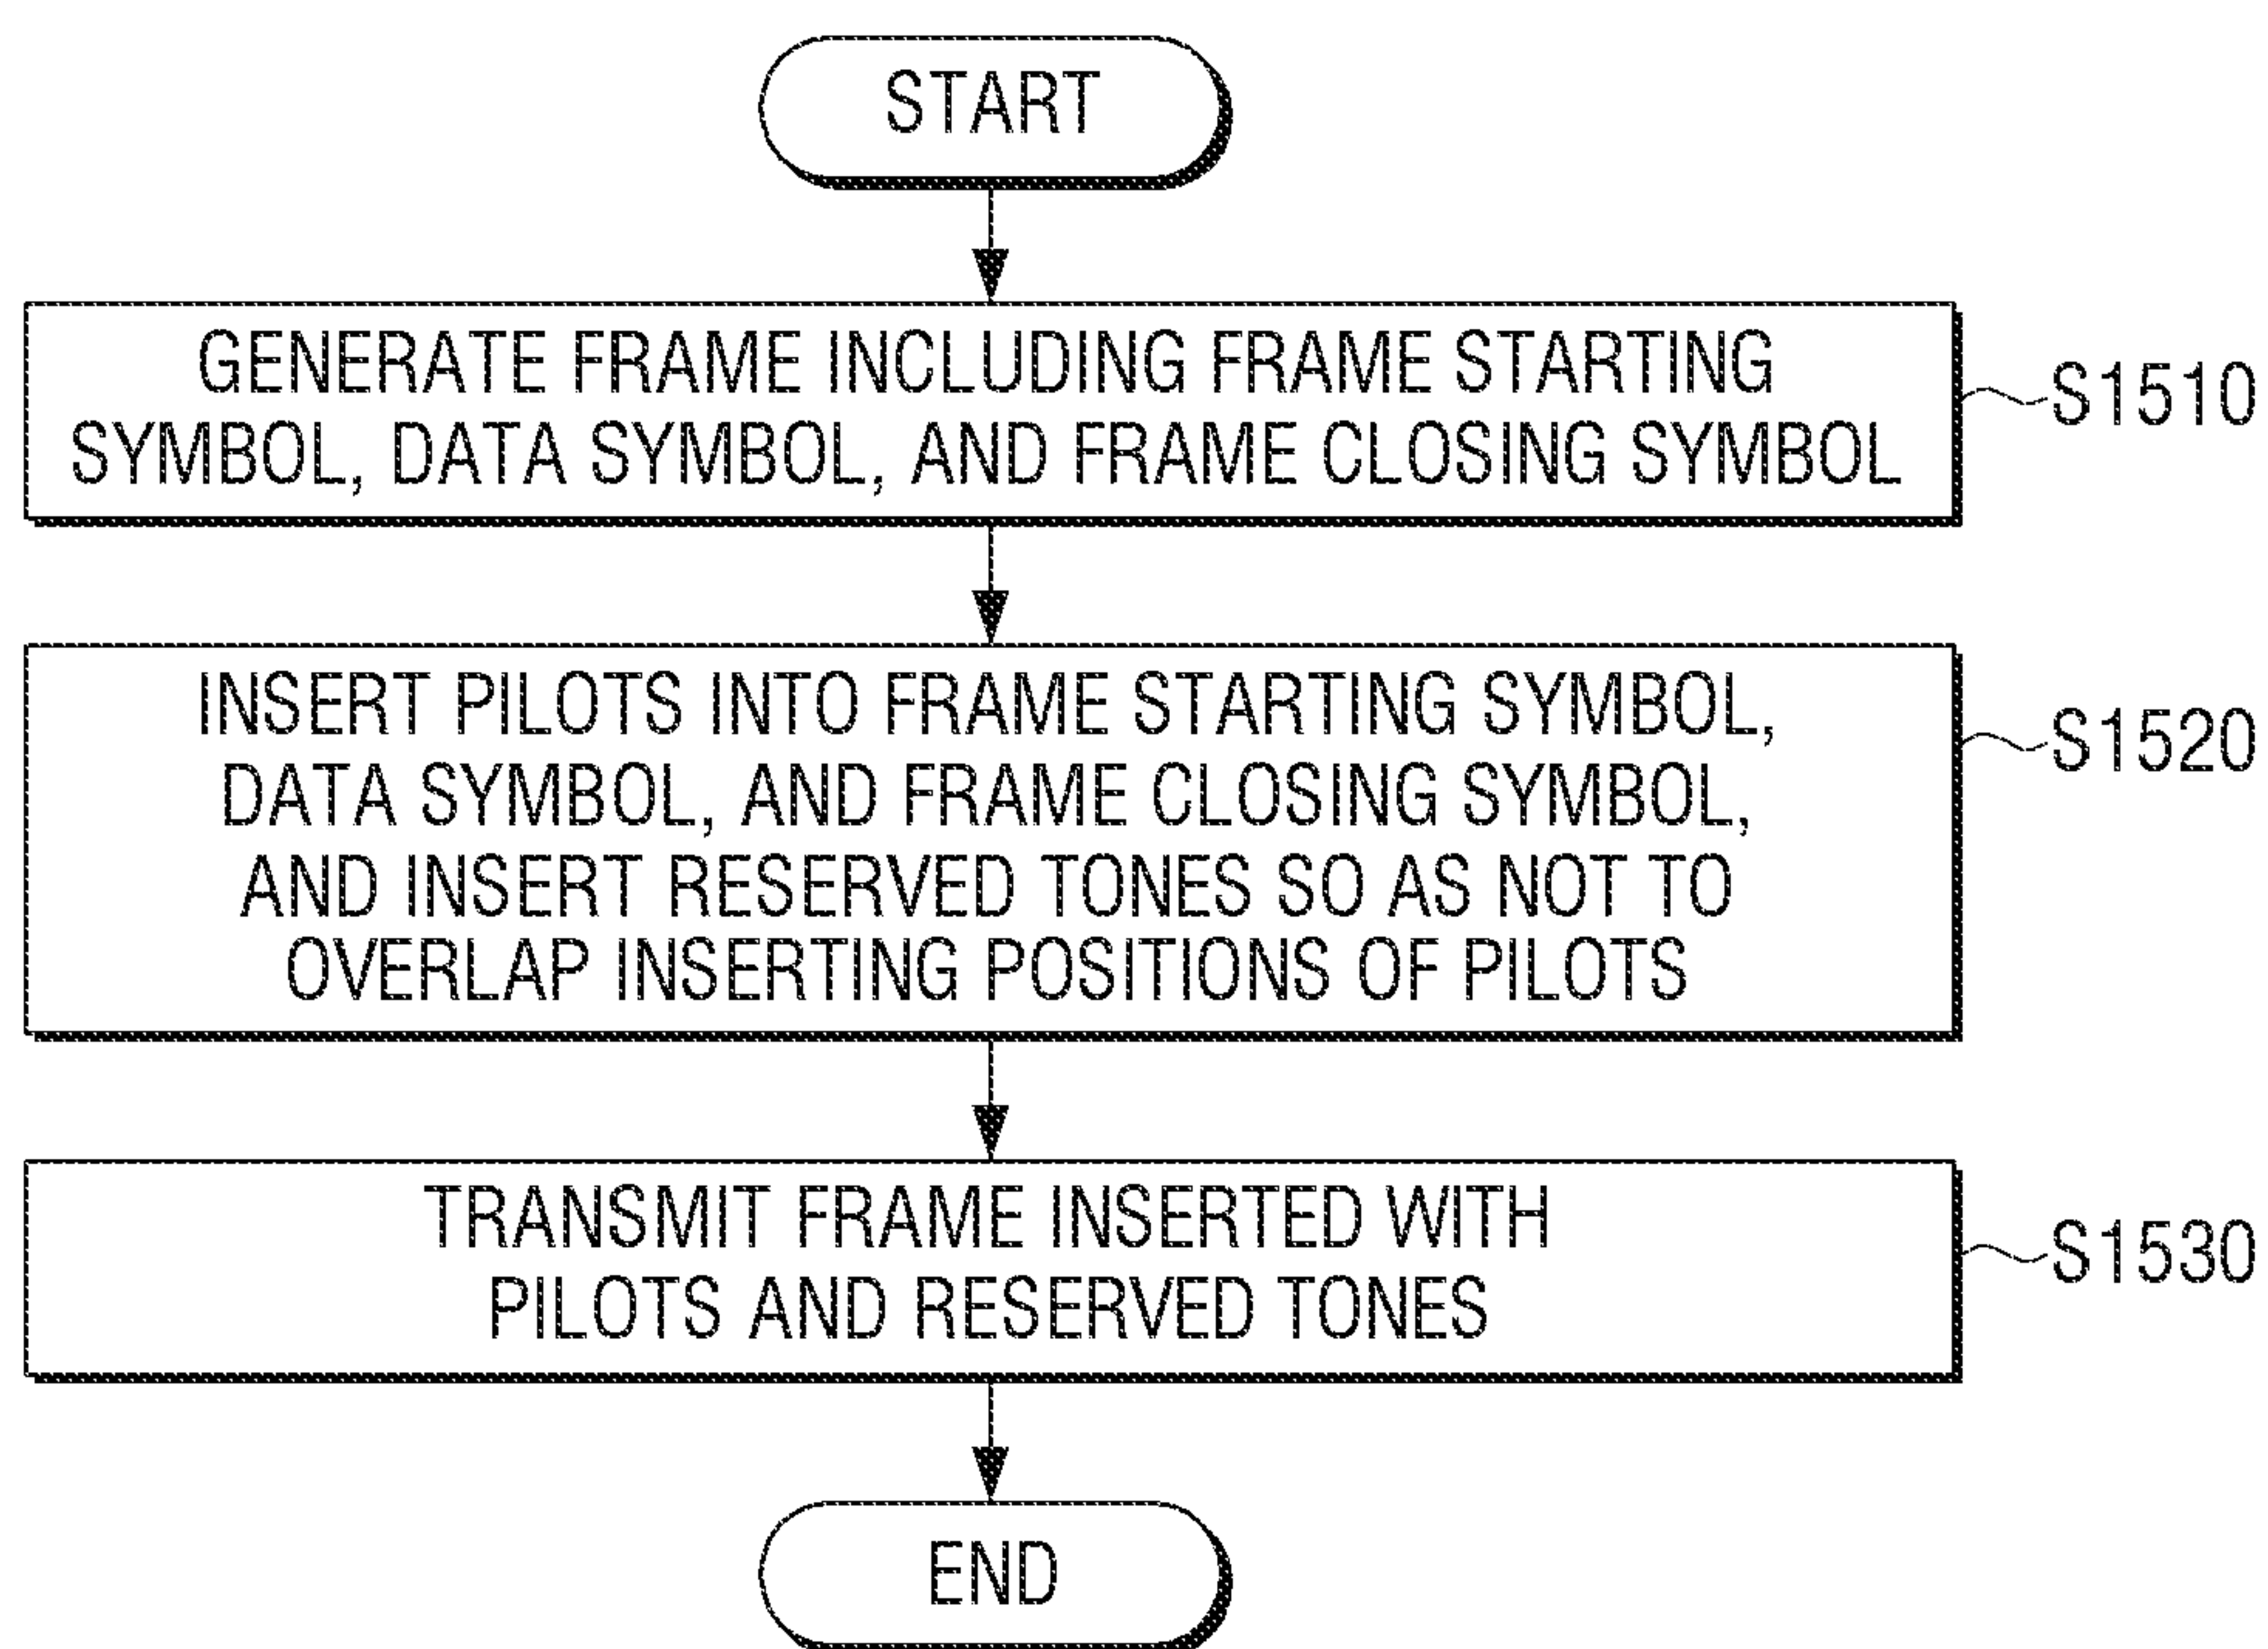 START
GENERATE FRAME INCLUDING FRAME STARTING
SYMBOL, DATA SYMBOL, AND FRAME CLOSING SYMBOL
S1510
INSERT PILOTS INTO FRAME STARTING SYMBOL,
DATA SYMBOL, AND FRAME CLOSING SYMBOL,
AND INSERT RESERVED TONES SO AS NOT TO
OVERLAP INSERTING POSITIONS OF PILOTS
S1520
TRANSMIT FRAME INSERTED WITH
PILOTS AND RESERVED TONES
S1530
END